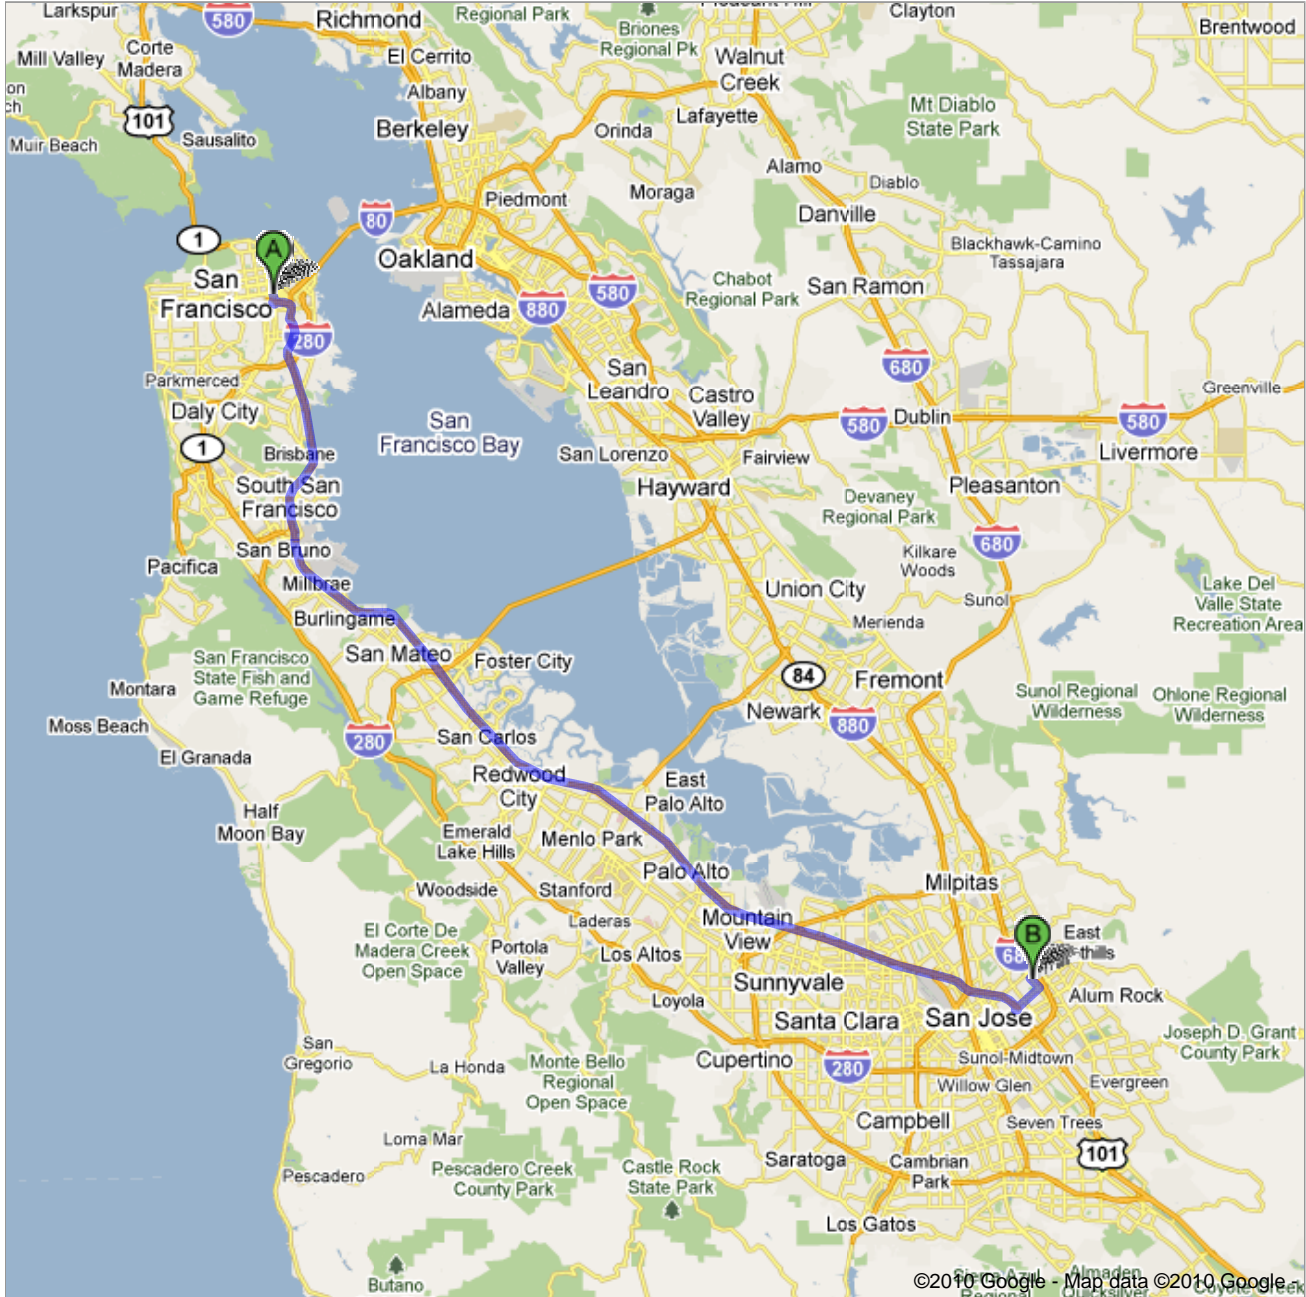 Larkspur
580
Richmond
Regional Park
Clayton
Brentwood
Mill Valley
Corte
Madera
El Cerrito
Briones
Regional Pk
Walnut
Creek
Albany
101
Mt Diablo
State Park
Muir Beach
Sausalito
Berkeley
Orinda
Lafayette
Alamo
Diablo
Moraga
Piedmont
80
Danville
1
A
Oakland
Blackhawk-Camino
Tassajara
San
Francisco
Chabot
Regional Park
San Ramon
580
Alameda
880
280
680
Parkmerced
San
Leandro
Castro
Valley
Greenville
Daly City
San
Francisco Bay
580
Dublin
580
1
Brisbane
San Lorenzo
Fairview
Livermore
South San
Francisco
Hayward
Devaney
Regional Park
Pleasanton
680
San Bruno
Pacifica
Kilkare
Woods
Millbrae
Union City
Sunol
Lake Del
Valle State
Recreation Area
Burlingame
Merienda
San Mateo
Foster City
San Francisco
State Fish and
Game Refuge
84
Fremont
Montara
Sunol Regional
Wilderness
Ohlone Regional
Wilderness
Moss Beach
Newark
880
280
San Carlos
El Granada
Redwood
City
East
Palo Alto
Half
Moon Bay
Emerald
Lake Hills
Menlo Park
Palo Alto
Woodside
Stanford
Milpitas
Laderas
Mountain
View
El Corte De
Madera Creek
Open Space
Portola
Valley
Los Altos
B
East
Sunnyvale
Loyola
Alum Rock
Santa Clara
San Jose
San
Gregorio
La Honda
Monte Bello
Regional
Open Space
Cupertino
280
Sunol-Midtown
Joseph D. Grant
County Park
Willow Glen
Evergreen
Campbell
Seven Trees
Loma Mar
101
Pescadero
Pescadero Creek
County Park
Castle Rock
State Park
Saratoga
Cambrian
Park
Los Gatos
Butano
©2010 Google - Map data ©2010 Google -